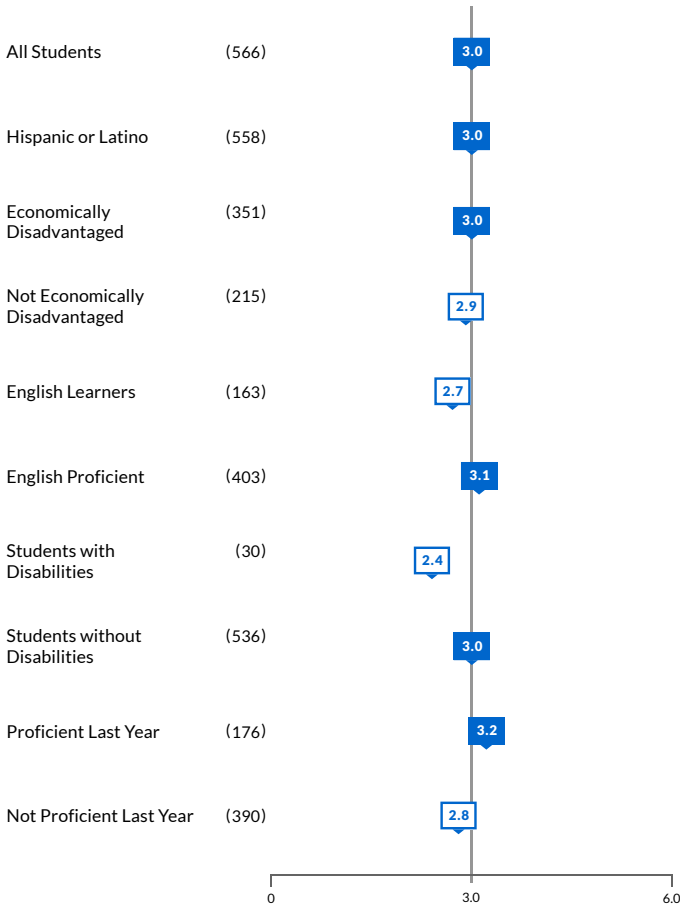 All Students (566) 3.0
Hispanic or Latino (558) 3.0
Economically (351)
Disadvantaged 3.0
Not Economically (215)
Disadvantaged 2.9
English Learners (163) 2.7
English Proficient (403) 3.1
Students with (30)
Disabilities 2.4
Students without (536)
Disabilities 3.0
Proficient Last Year (176) 3.2
Not Proficient Last Year (390) 2.8
0 3.0 6.0